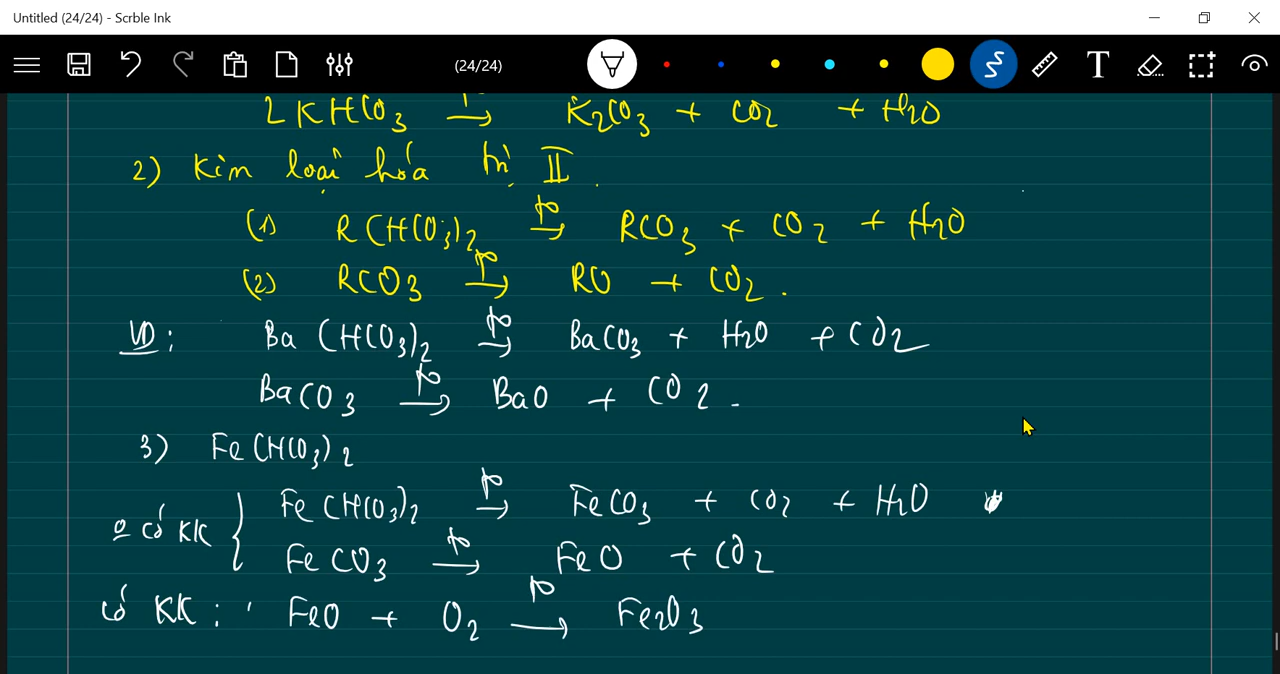 Untitled (24/24) - Scrble Ink
(24/24)
2KHCO3 →t° K2CO3 + CO2 + H2O
2) Kim loại hóa trị II.
(1) R(HCO3)2 →t° RCO3 + CO2 + H2O
(2) RCO3 →t° RO + CO2.
VD: Ba(HCO3)2 →t° BaCO3 + H2O + CO2
BaCO3 →t° BaO + CO2.
3) Fe(HCO3)2
Fe(HCO3)2 →t° FeCO3 + CO2 + H2O
có KK
FeCO3 →t° FeO + CO2
Có KK: FeO + O2 →t° Fe2O3